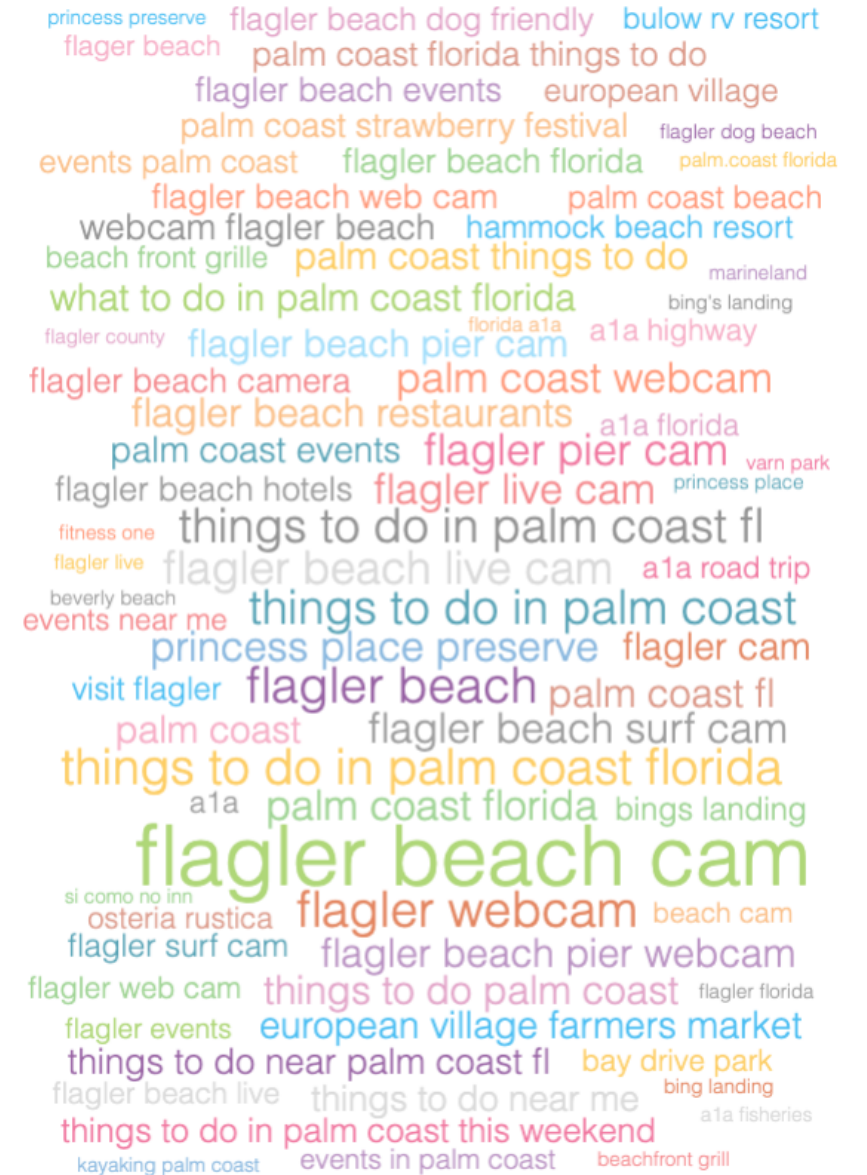 princess preserve flagler beach dog friendly bulow rv resort
flager beach palm coast florida things to do
flagler beach events european village
palm coast strawberry festival flagler dog beach
events palm coast flagler beach florida palm coast florida
flagler beach web cam palm coast beach
webcam flagler beach hammock beach resort
beach front grille palm coast things to do marineland
what to do in palm coast florida bing's landing
flagler county flagler beach pier cam florida a1a a1a highway
flagler beach camera palm coast webcam
flagler beach restaurants a1a florida
palm coast events flagler pier cam varn park
flagler beach hotels flagler live cam princess place
fitness one things to do in palm coast fl
flagler live flagler beach live cam a1a road trip
beverly beach things to do in palm coast
events near me
princess place preserve flagler cam
visit flagler flagler beach palm coast fl
palm coast flagler beach surf cam
things to do in palm coast florida
a1a palm coast florida bings landing
flagler beach cam
si como no inn
osteria rustica flagler webcam beach cam
flagler surf cam flagler beach pier webcam
flagler web cam things to do palm coast flagler florida
flagler events european village farmers market
things to do near palm coast fl bay drive park
flagler beach live things to do near me bing landing
a1a fisheries
things to do in palm coast this weekend
kayaking palm coast events in palm coast beachfront grill